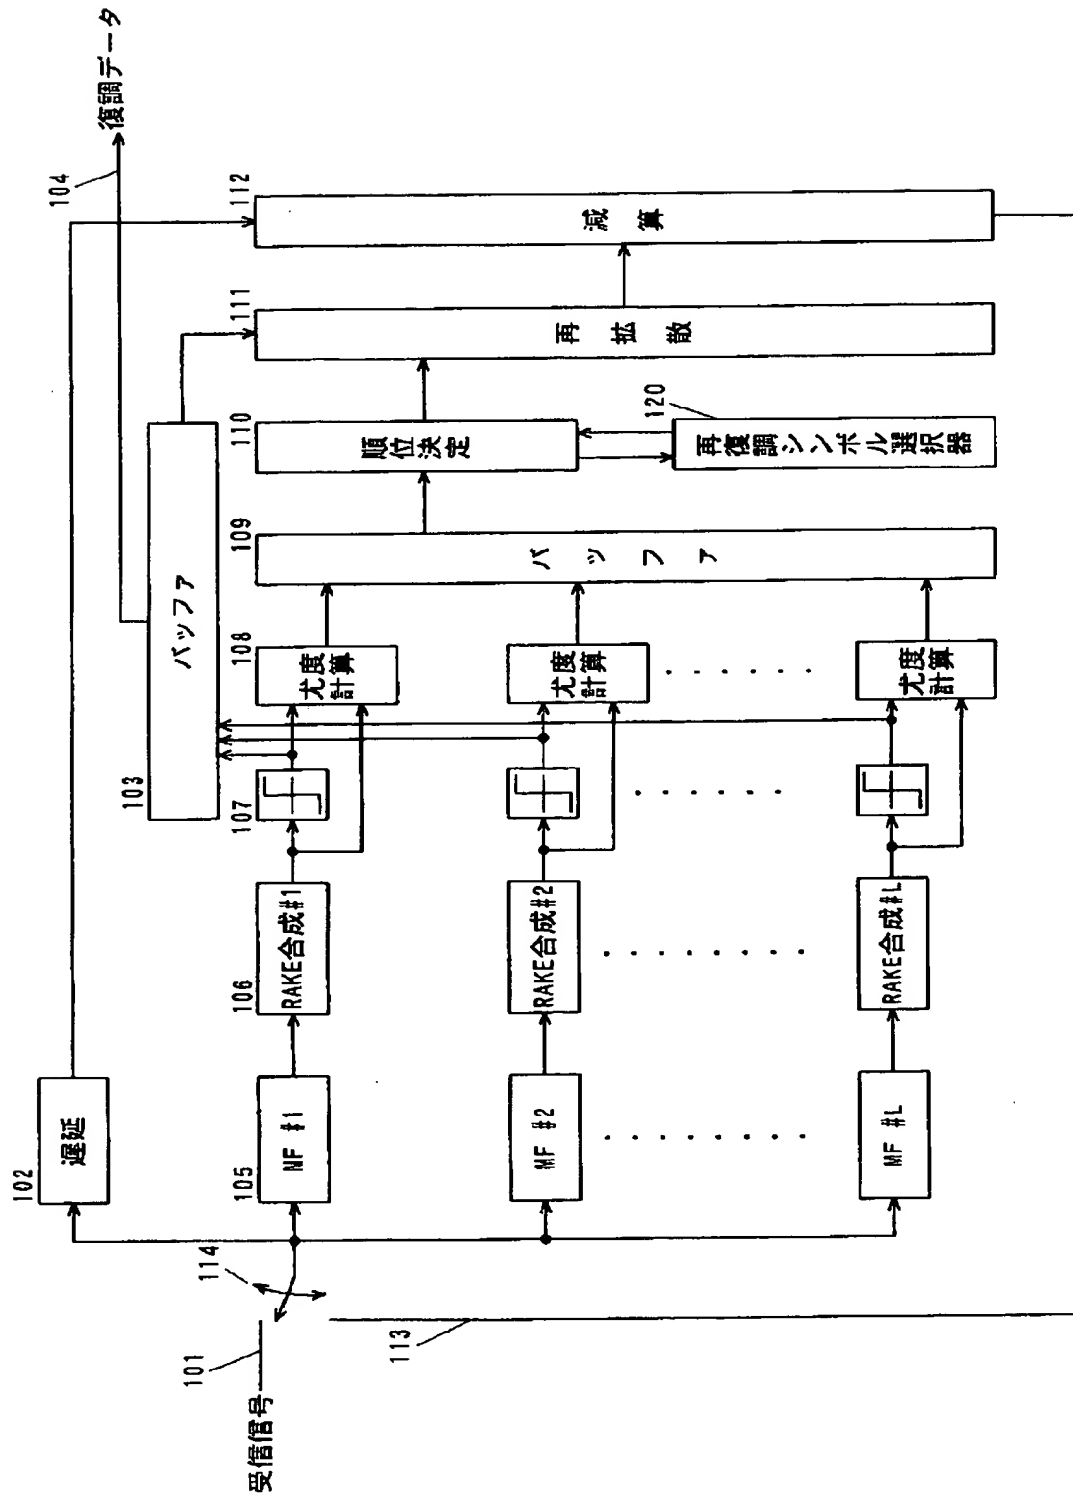 受信信号
101
114
113
102
遅延
105
MF #1
MF #2
MF #L
106
RAKE合成#1
RAKE合成#2
RAKE合成#L
107
103
バッファ
104
復調データ
108
尤度
計算
尤度
計算
尤度
計算
109
バッファ
110
順位決定
120
再復調シンボル選択器
111
再拡散
112
減算